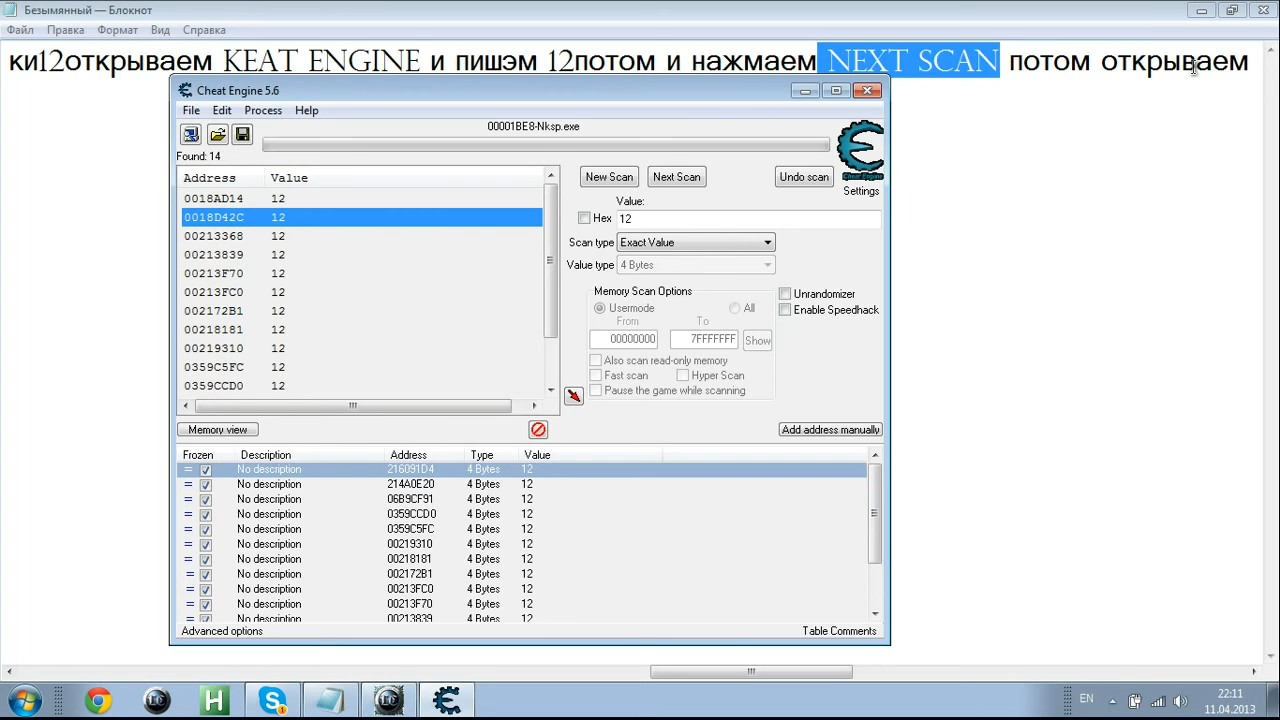 Безымянный — Блокнот
Файл Правка Формат Вид Справка
ки12открываем KEAT ENGINE и пишэм 12потом и нажмаем NEXT SCAN потом открываем
Cheat Engine 5.6
File Edit Process Help
00001BE8-Nksp.exe
Found: 14
Address Value
0018AD14 12
0018D42C 12
00213368 12
00213839 12
00213F70 12
00213FC0 12
002172B1 12
00218181 12
00219310 12
0359C5FC 12
0359CCD0 12
New Scan Next Scan Undo scan
Cheat Engine
Settings
Value:
Hex 12
Scan type Exact Value
Value type 4 Bytes
Memory Scan Options
Usermode All
From To
00000000 7FFFFFFF Show
Also scan read-only memory
Fast scan Hyper Scan
Pause the game while scanning
Unrandomizer
Enable Speedhack
Memory view Add address manually
Frozen Description Address Type Value
No description 216091D4 4 Bytes 12
No description 214A0E20 4 Bytes 12
No description 06B9CF91 4 Bytes 12
No description 0359CCD0 4 Bytes 12
No description 0359C5FC 4 Bytes 12
No description 00219310 4 Bytes 12
No description 00218181 4 Bytes 12
No description 002172B1 4 Bytes 12
No description 00213FC0 4 Bytes 12
No description 00213F70 4 Bytes 12
No description 00213839 4 Bytes 12
Advanced options Table Comments
EN
22:11
11.04.2013